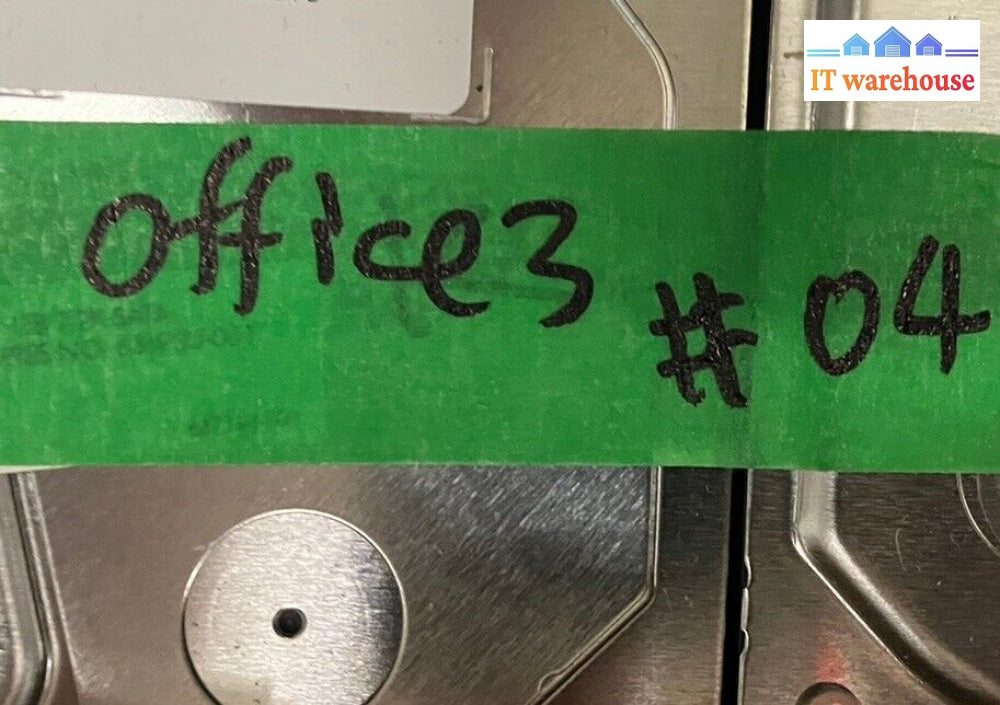 IT warehouse
office3 # 04